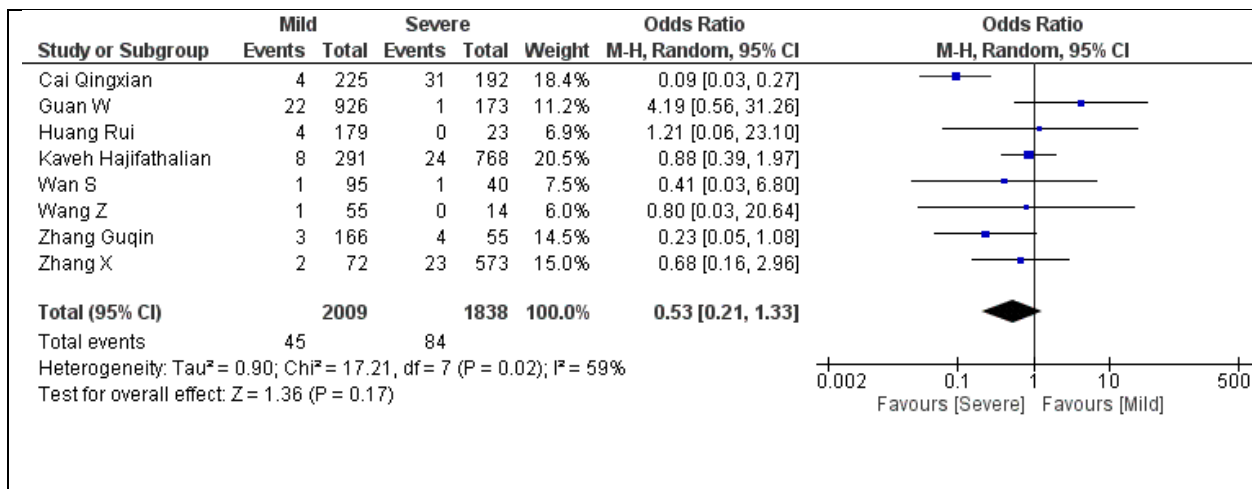 Mild Severe Odds Ratio Odds Ratio
Study or Subgroup Events Total Events Total Weight M-H, Random, 95% CI M-H, Random, 95% CI
Cai Qingxian 4 225 31 192 18.4% 0.09 [0.03, 0.27]
Guan W 22 926 1 173 11.2% 4.19 [0.56, 31.26]
Huang Rui 4 179 0 23 6.9% 1.21 [0.06, 23.10]
Kaveh Hajifathalian 8 291 24 768 20.5% 0.88 [0.39, 1.97]
Wan S 1 95 1 40 7.5% 0.41 [0.03, 6.80]
Wang Z 1 55 0 14 6.0% 0.80 [0.03, 20.64]
Zhang Guqin 3 166 4 55 14.5% 0.23 [0.05, 1.08]
Zhang X 2 72 23 573 15.0% 0.68 [0.16, 2.96]
Total (95% CI) 2009 1838 100.0% 0.53 [0.21, 1.33]
Total events 45 84
Heterogeneity: Tau² = 0.90; Chi² = 17.21, df = 7 (P = 0.02); I² = 59%
Test for overall effect: Z = 1.36 (P = 0.17)
0.002 0.1 1 10 500
Favours [Severe] Favours [Mild]